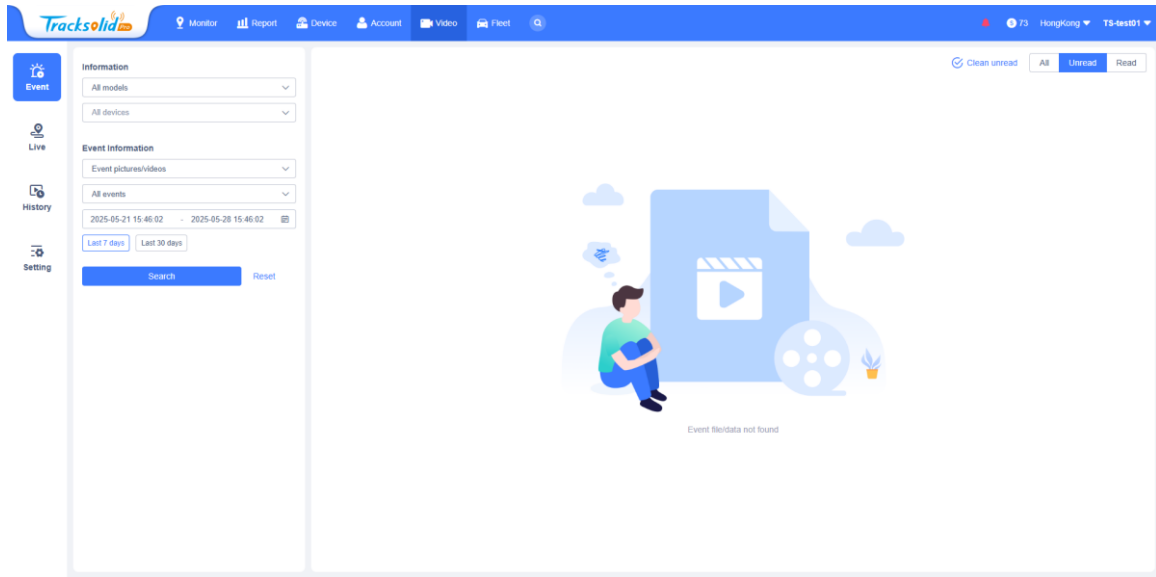 Tracksolid Pro
Monitor Report Device Account Video Fleet
73 HongKong TS-test01
Event
Live
History
Setting
Information
All models
All devices
Event Information
Event pictures/videos
All events
2025-05-21 15:46:02 - 2025-05-28 15:46:02
Last 7 days Last 30 days
Search Reset
Clean unread All Unread Read
Event file/data not found